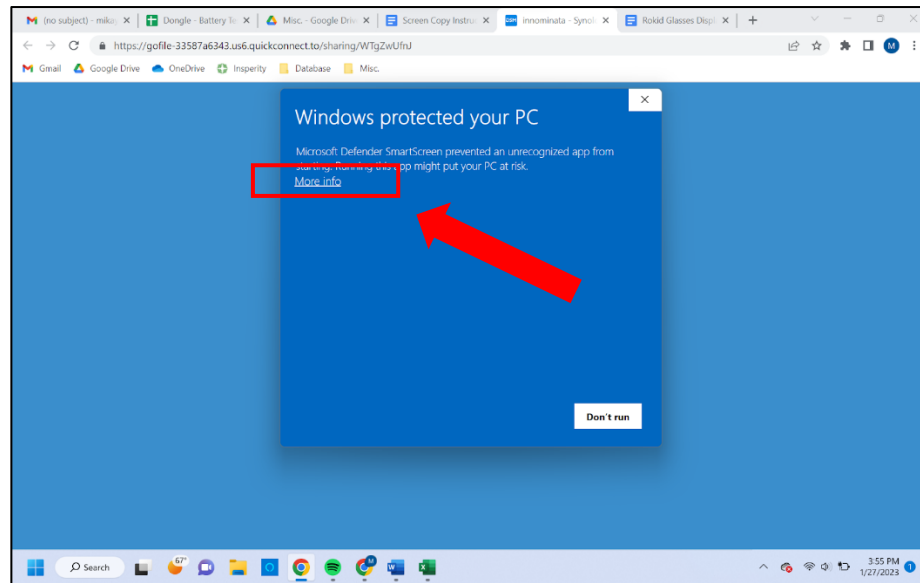 (no subject) - mika
Dongle - Battery Te
Misc. - Google Driv
Screen Copy Instruc
DSM innominata - Synol
Rokid Glasses Displ
https://gofile-33587a6343.us6.quickconnect.to/sharing/WTgZwUfnJ
M
Gmail Google Drive OneDrive Insperity Database Misc.
Windows protected your PC
Microsoft Defender SmartScreen prevented an unrecognized app from
starting. Running this app might put your PC at risk.
More info
Don't run
Search
67°
3:55 PM
1/27/2023